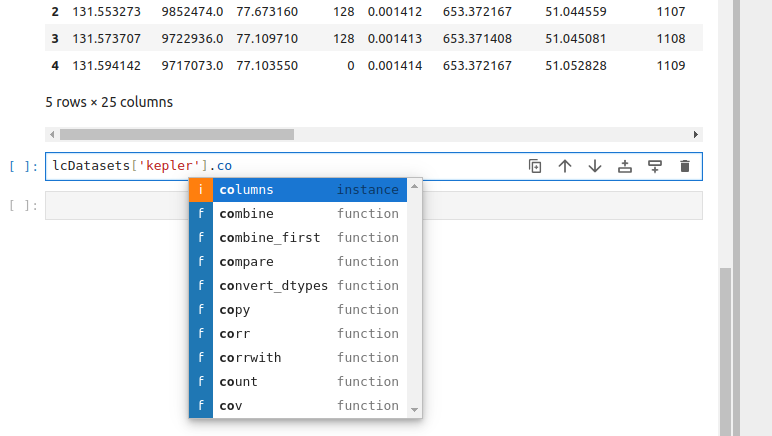 2 131.553273 9852474.0 77.673160 128 0.001412 653.372167 51.044559 1107
3 131.573707 9722936.0 77.109710 128 0.001413 653.371408 51.045081 1108
4 131.594142 9717073.0 77.103550 0 0.001414 653.372167 51.052828 1109
5 rows × 25 columns
[ ]: lcDatasets['kepler'].co
i columns instance
f combine function
f combine_first function
f compare function
f convert_dtypes function
f copy function
f corr function
f corrwith function
f count function
f cov function
[ ]: